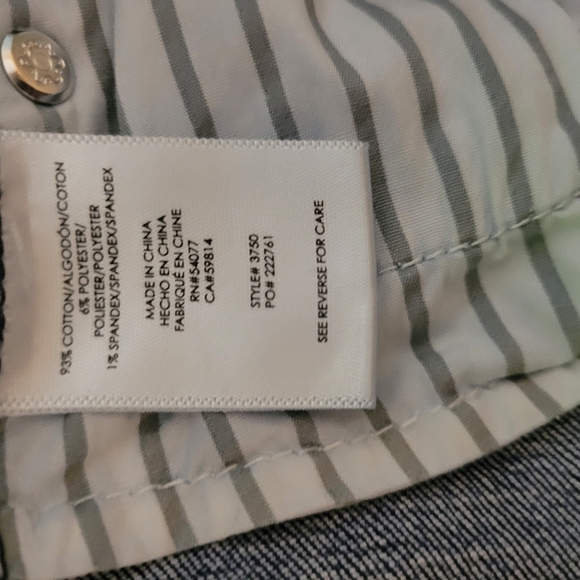 93% COTTON/ALGODÓN/COTON
6% POLYESTER/
POLIESTER/POLYESTER
1% SPANDEX/SPANDEX/SPANDEX
MADE IN CHINA
HECHO EN CHINA
FABRIQUÉ EN CHINE
RN#54077
CA#59814
STYLE# 3750
PO# 222761
SEE REVERSE FOR CARE